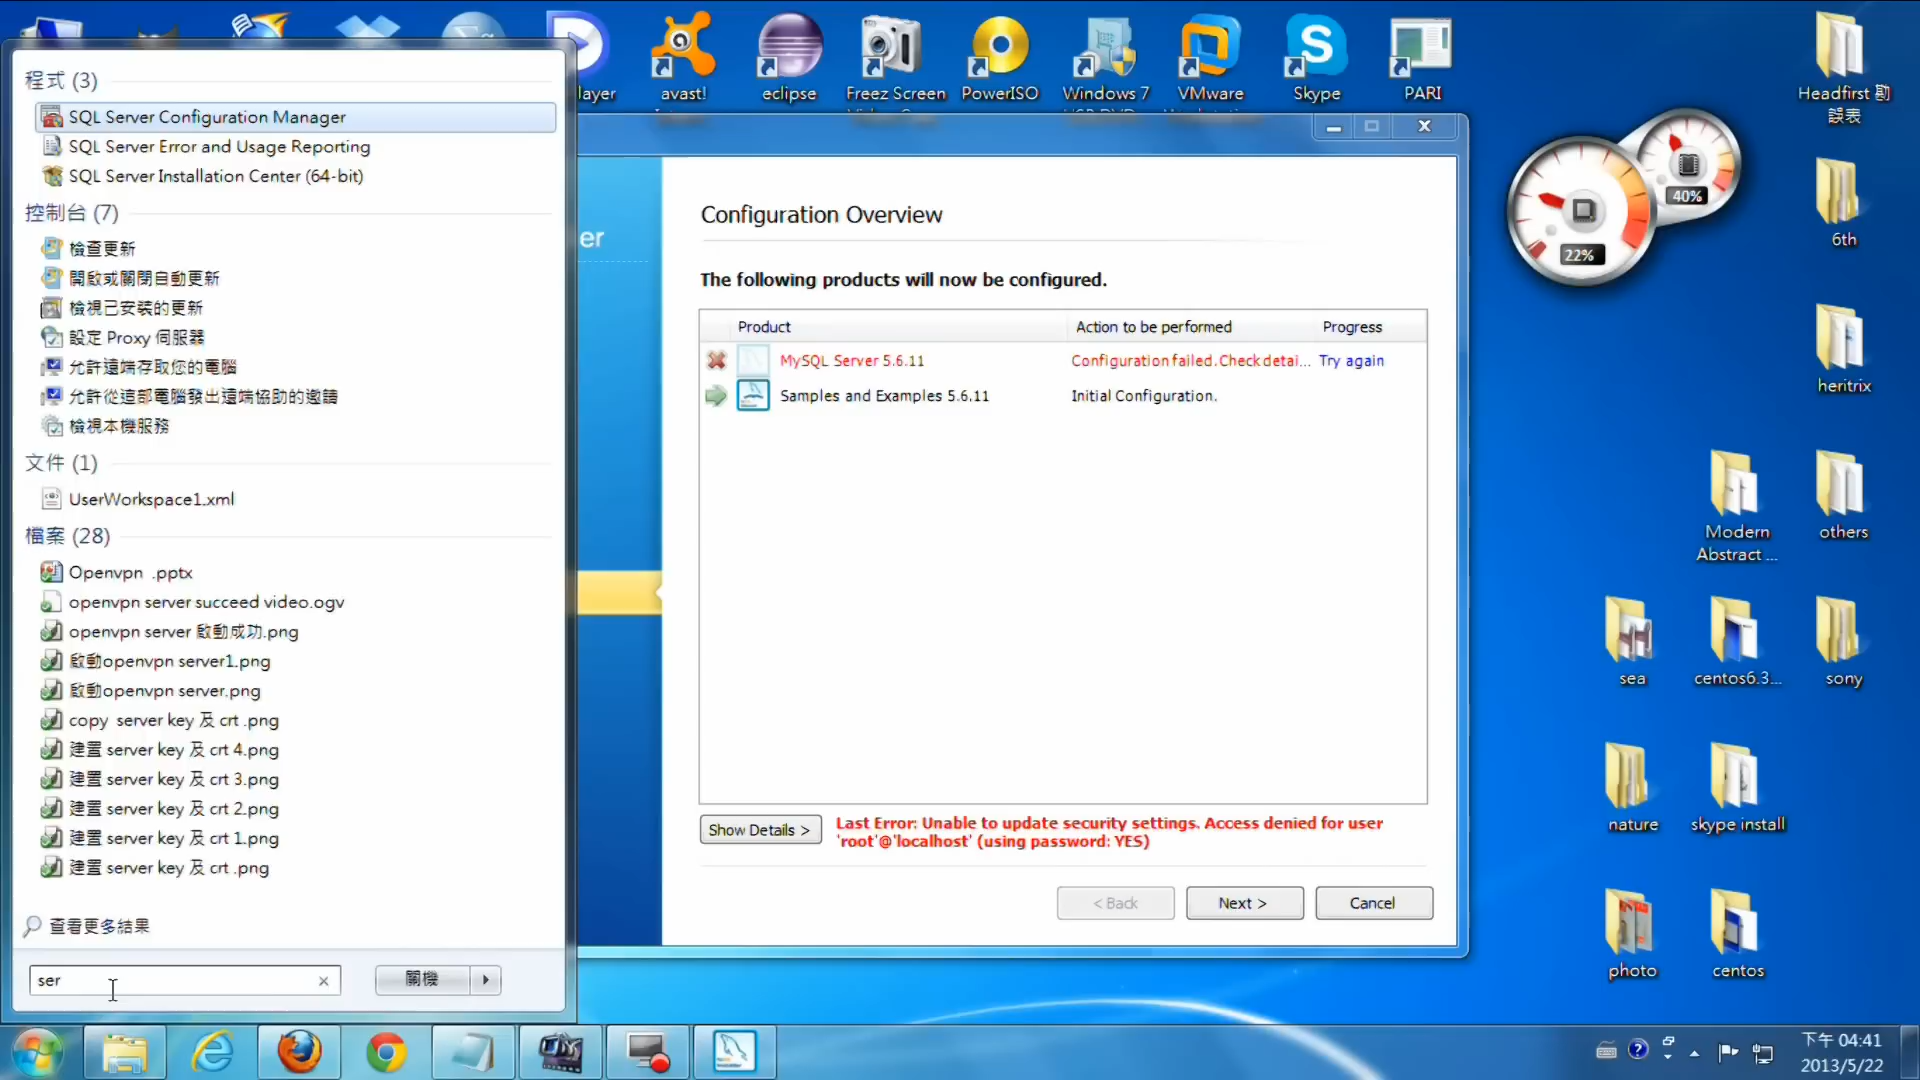 程式 (3)
SQL Server Configuration Manager
SQL Server Error and Usage Reporting
SQL Server Installation Center (64-bit)
控制台 (7)
檢查更新
開啟或關閉自動更新
檢視已安裝的更新
設定 Proxy 伺服器
允許遠端存取您的電腦
允許從這部電腦發出遠端協助的邀請
檢視本機服務
文件 (1)
UserWorkspace1.xml
檔案 (28)
Openvpn .pptx
openvpn server succeed video.ogv
openvpn server 啟動成功.png
啟動openvpn server1.png
啟動openvpn server.png
copy server key 及 crt .png
建置 server key 及 crt 4.png
建置 server key 及 crt 3.png
建置 server key 及 crt 2.png
建置 server key 及 crt 1.png
建置 server key 及 crt .png
查看更多結果
ser
關機
layer
avast!
eclipse
Freez Screen
PowerISO
Windows 7
VMware
Skype
PARI
er
Configuration Overview
The following products will now be configured.
Product Action to be performed Progress
MySQL Server 5.6.11 Configuration failed. Check detai... Try again
Samples and Examples 5.6.11 Initial Configuration.
Show Details >
Last Error: Unable to update security settings. Access denied for user
'root'@'localhost' (using password: YES)
< Back
Next >
Cancel
40%
22%
Headfirst 勘
誤表
6th
heritrix
Modern
Abstract ...
others
sea
centos6.3...
sony
nature
skype install
photo
centos
下午 04:41
2013/5/22